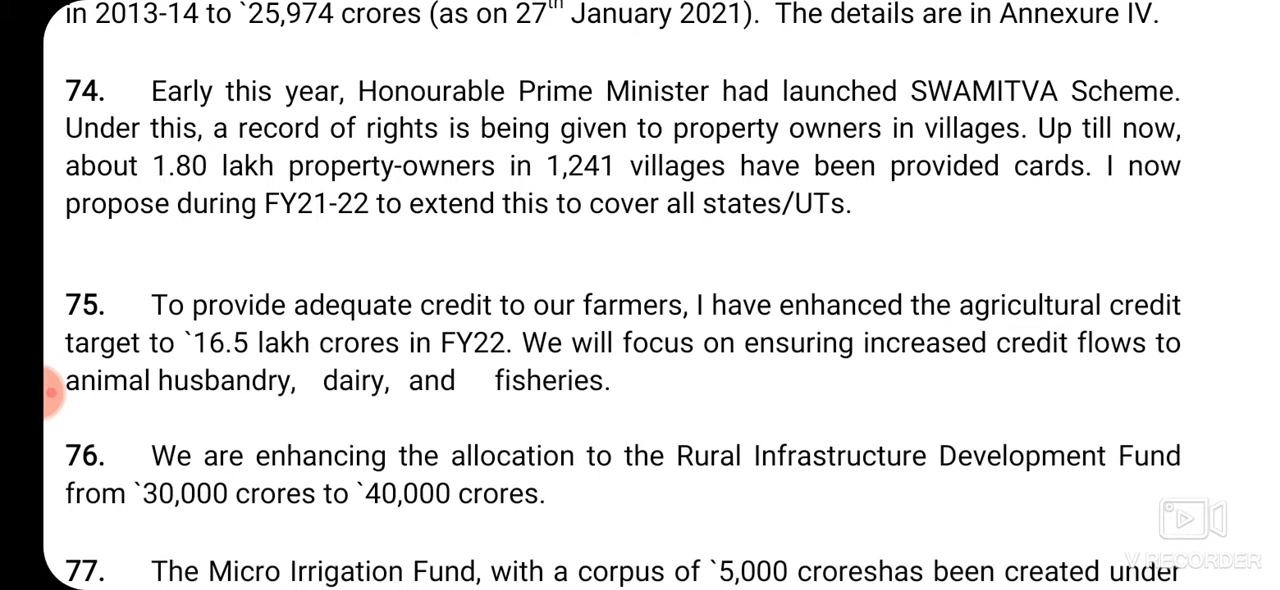 in 2013-14 to `25,974 crores (as on 27th January 2021). The details are in Annexure IV.
74. Early this year, Honourable Prime Minister had launched SWAMITVA Scheme.
Under this, a record of rights is being given to property owners in villages. Up till now,
about 1.80 lakh property-owners in 1,241 villages have been provided cards. I now
propose during FY21-22 to extend this to cover all states/UTs.
75. To provide adequate credit to our farmers, I have enhanced the agricultural credit
target to `16.5 lakh crores in FY22. We will focus on ensuring increased credit flows to
animal husbandry, dairy, and fisheries.
76. We are enhancing the allocation to the Rural Infrastructure Development Fund
from `30,000 crores to `40,000 crores.
77. The Micro Irrigation Fund, with a corpus of `5,000 croreshas been created under
V RECORDER